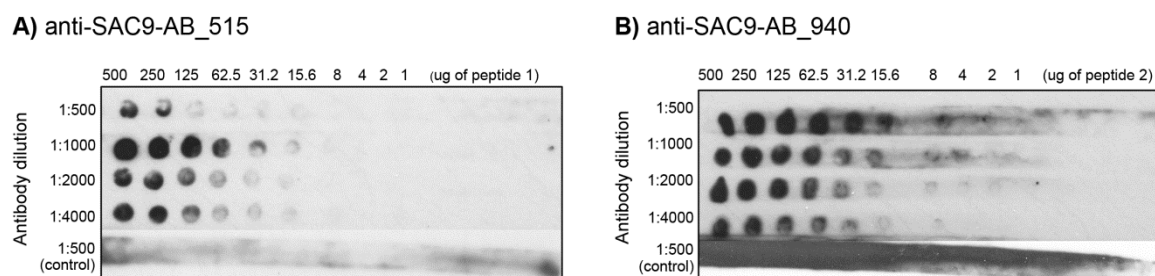 A) anti-SAC9-AB_515
500 250 125 62.5 31.2 15.6 8 4 2 1 (ug of peptide 1)
Antibody dilution
1:500
1:1000
1:2000
1:4000
1:500
(control)
B) anti-SAC9-AB_940
500 250 125 62.5 31.2 15.6 8 4 2 1 (ug of peptide 2)
Antibody dilution
1:500
1:1000
1:2000
1:4000
1:500
(control)